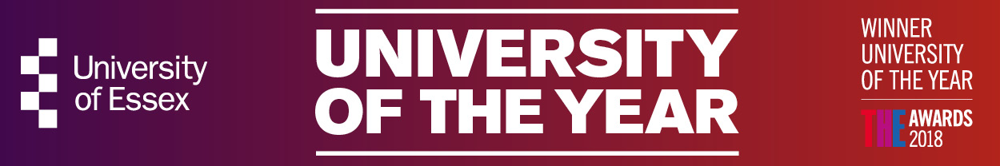 University
of Essex
UNIVERSITY
OF THE YEAR
WINNER
UNIVERSITY
OF THE YEAR
THE AWARDS
2018